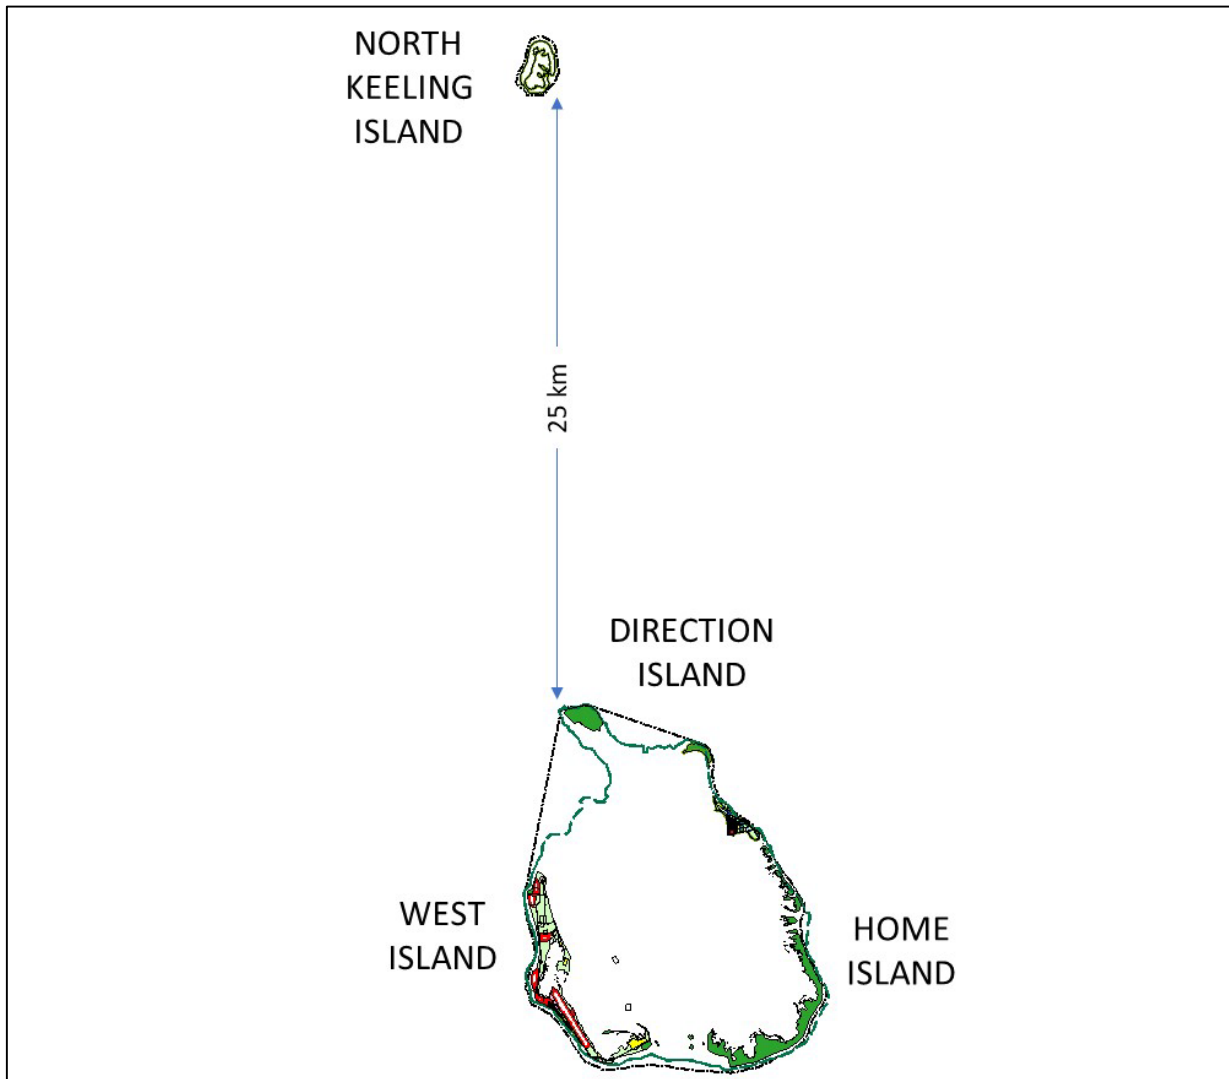 NORTH
KEELING
ISLAND
25 km
DIRECTION
ISLAND
WEST
ISLAND
HOME
ISLAND